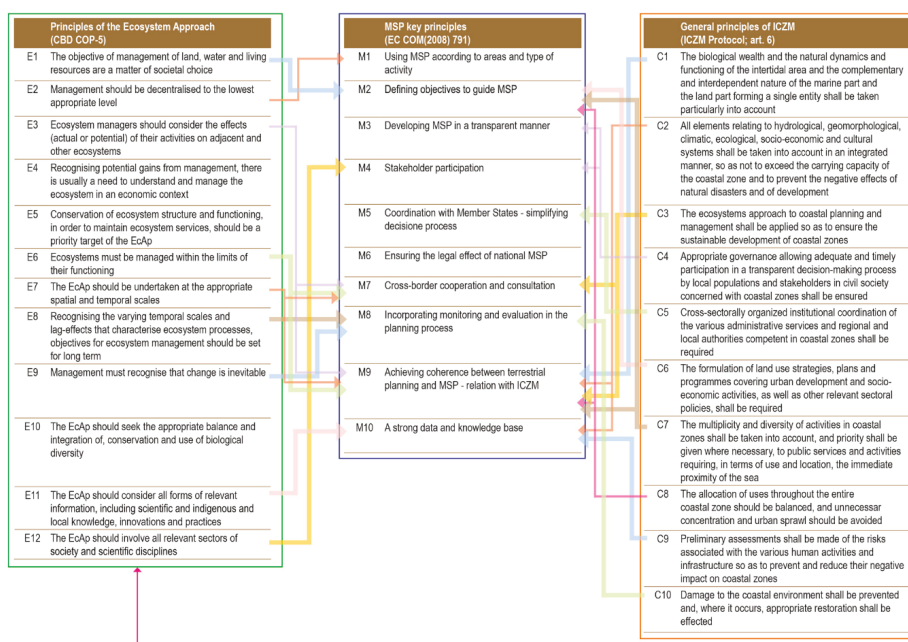 Principles of the Ecosystem Approach
(CBD COP-5)
E1 The objective of management of land, water and living
resources are a matter of societal choice
E2 Management should be decentralised to the lowest
appropriate level
E3 Ecosystem managers should consider the effects
(actual or potential) of their activities on adjacent and
other ecosystems
E4 Recognising potential gains from management, there
is usually a need to understand and manage the
ecosystem in an economic context
E5 Conservation of ecosystem structure and functioning,
in order to maintain ecosystem services, should be a
priority target of the EcAp
E6 Ecosystems must be managed within the limits of
their functioning
E7 The EcAp should be undertaken at the appropriate
spatial and temporal scales
E8 Recognising the varying temporal scales and
lag-effects that characterise ecosystem processes,
objectives for ecosystem management should be set
for long term
E9 Management must recognise that change is inevitable
E10 The EcAp should seek the appropriate balance and
integration of, conservation and use of biological
diversity
E11 The EcAp should consider all forms of relevant
information, including scientific and indigenous and
local knowledge, innovations and practices
E12 The EcAp should involve all relevant sectors of
society and scientific disciplines
MSP key principles
(EC COM(2008) 791)
M1 Using MSP according to areas and type of
activity
M2 Defining objectives to guide MSP
M3 Developing MSP in a transparent manner
M4 Stakeholder participation
M5 Coordination with Member States - simplifying
decisione process
M6 Ensuring the legal effect of national MSP
M7 Cross-border cooperation and consultation
M8 Incorporating monitoring and evaluation in the
planning process
M9 Achieving coherence between terrestrial
planning and MSP - relation with ICZM
M10 A strong data and knowledge base
General principles of ICZM
(ICZM Protocol; art. 6)
C1 The biological wealth and the natural dynamics and
functioning of the intertidal area and the complementary
and interdependent nature of the marine part and
the land part forming a single entity shall be taken
particularly into account
C2 All elements relating to hydrological, geomorphological,
climatic, ecological, socio-economic and cultural
systems shall be taken into account in an integrated
manner, so as not to exceed the carrying capacity of
the coastal zone and to prevent the negative effects of
natural disasters and of development
C3 The ecosystems approach to coastal planning and
management shall be applied so as to ensure the
sustainable development of coastal zones
C4 Appropriate governance allowing adequate and timely
participation in a transparent decision-making process
by local populations and stakeholders in civil society
concerned with coastal zones shall be ensured
C5 Cross-sectorally organized institutional coordination of
the various administrative services and regional and
local authorities competent in coastal zones shall be
required
C6 The formulation of land use strategies, plans and
programmes covering urban development and socio-
economic activities, as well as other relevant sectoral
policies, shall be required
C7 The multiplicity and diversity of activities in coastal
zones shall be taken into account, and priority shall be
given where necessary, to public services and activities
requiring, in terms of use and location, the immediate
proximity of the sea
C8 The allocation of uses throughout the entire
coastal zone should be balanced, and unnecessar
concentration and urban sprawl should be avoided
C9 Preliminary assessments shall be made of the risks
associated with the various human activities and
infrastructure so as to prevent and reduce their negative
impact on coastal zones
C10 Damage to the coastal environment shall be prevented
and, where it occurs, appropriate restoration shall be
effected